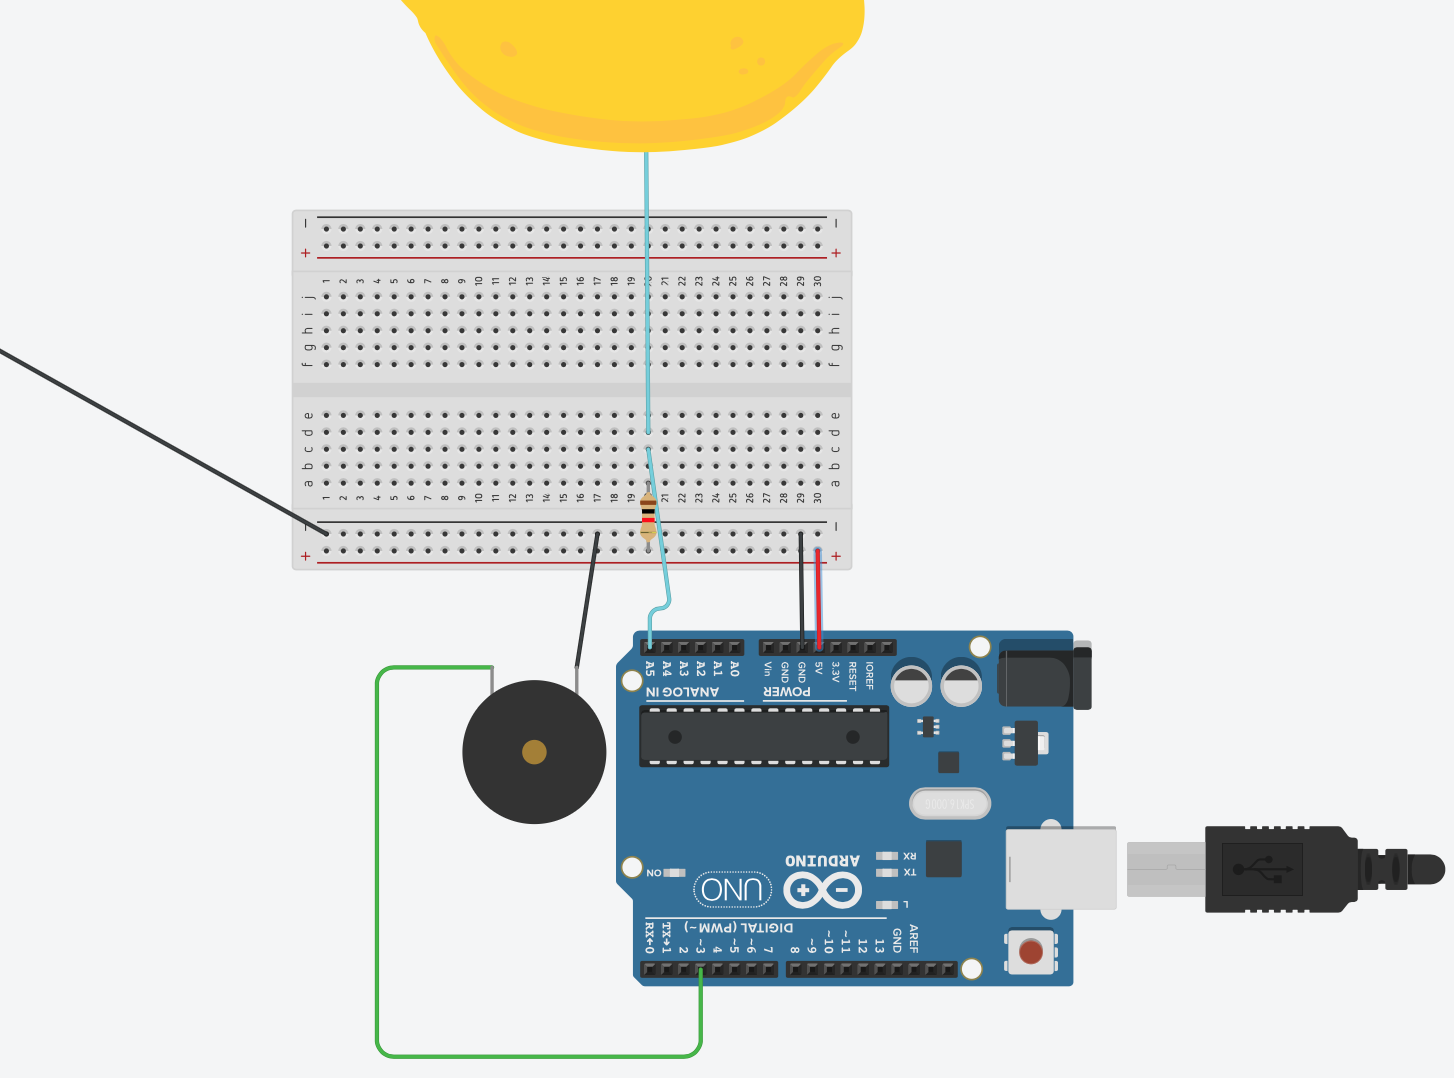 − −
+ +
1 2 3 4 5 6 7 8 9 10 11 12 13 14 15 16 17 18 19 21 22 23 24 25 26 27 28 29 30
j j
i i
h h
g g
f f
e e
d d
c c
b b
a a
1 2 3 4 5 6 7 8 9 10 11 12 13 14 15 16 17 18 19 21 22 23 24 25 26 27 28 29 30
− −
+ +
A5 A4 A3 A2 A1 A0 Vin GND GND 5V 3.3V RESET IOREF
ANALOG IN POWER
ARDUINO RX
ON TX
UNO L
DIGITAL (PWM~)
RX←0 TX→1 2 ~3 4 ~5 ~6 7 8 ~9 ~10 ~11 12 13 GND AREF